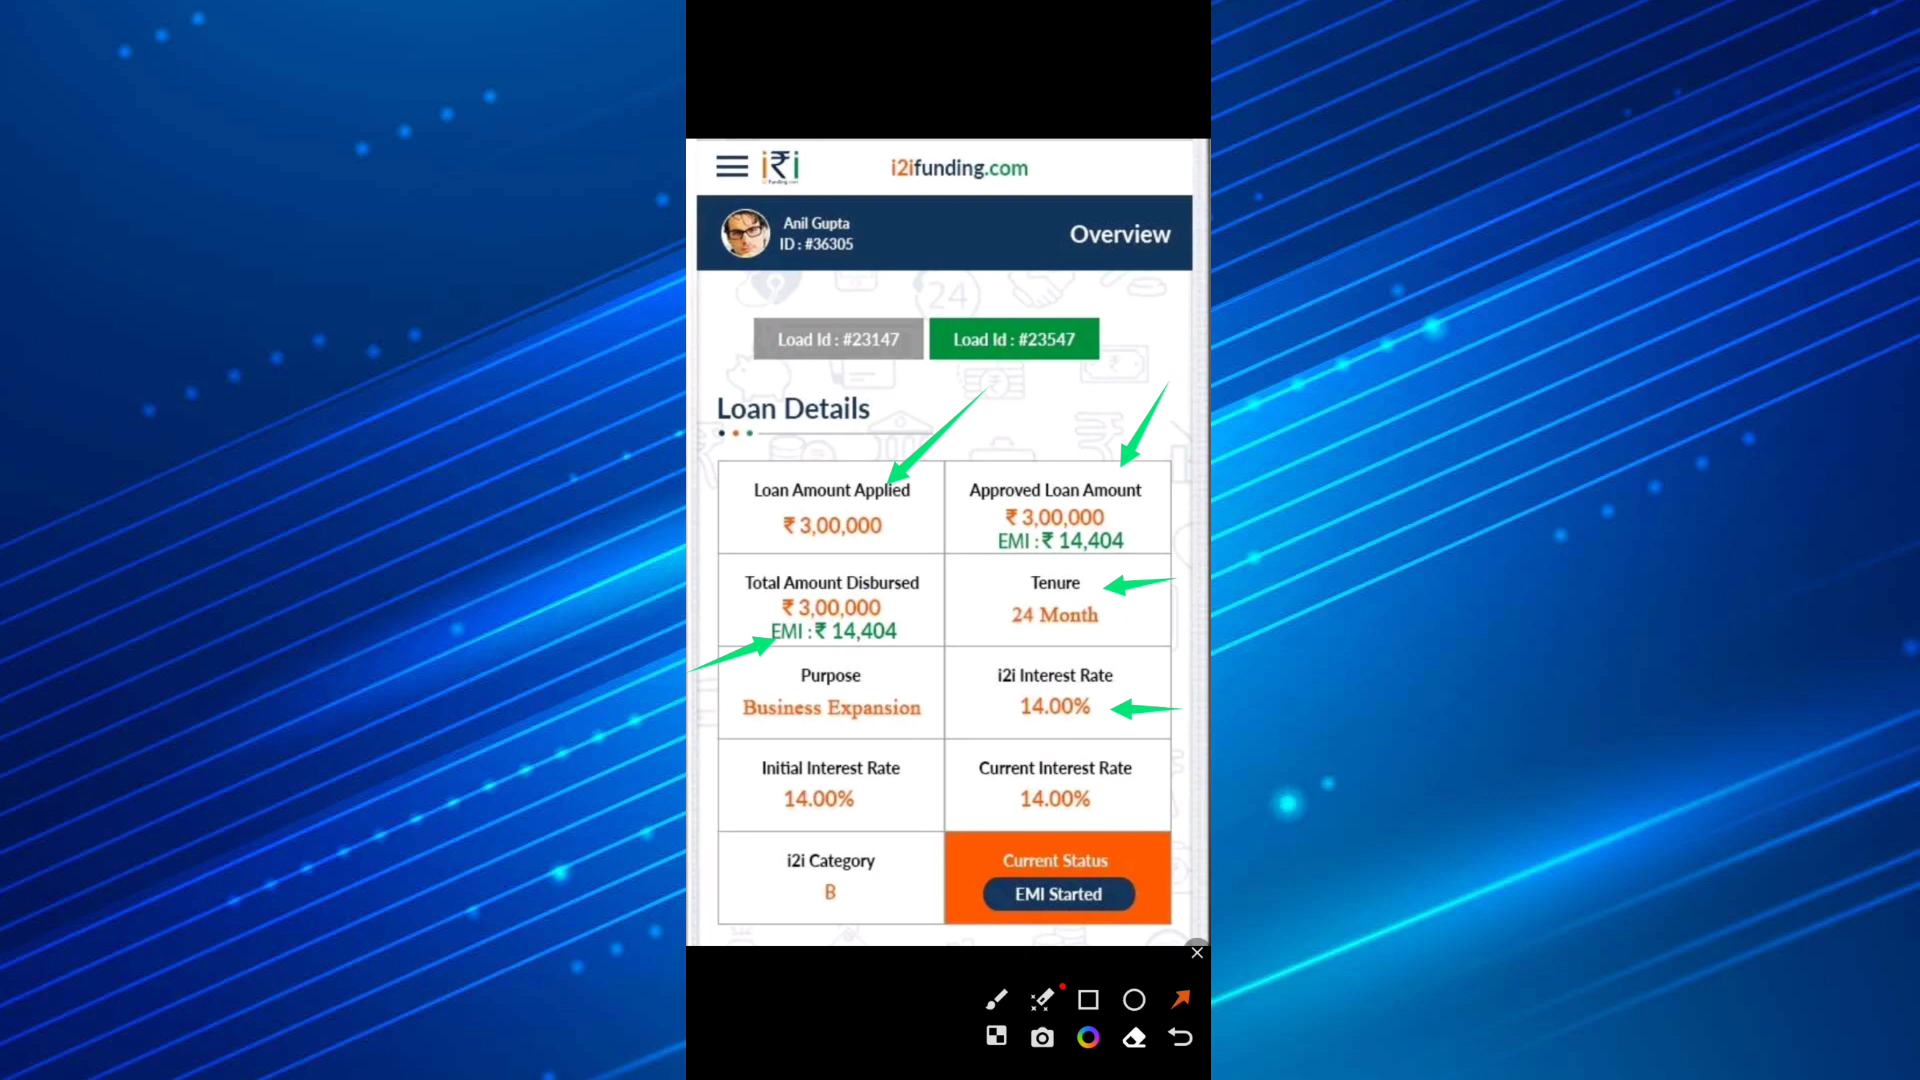 i₹i
i2ifunding.com
Anil Gupta
ID : #36305
Overview
24
Load Id : #23147
Load Id : #23547
Loan Details
Loan Amount Applied
₹ 3,00,000
Approved Loan Amount
₹ 3,00,000
EMI : ₹ 14,404
Total Amount Disbursed
₹ 3,00,000
EMI : ₹ 14,404
Tenure
24 Month
Purpose
Business Expansion
i2i Interest Rate
14.00%
Initial Interest Rate
14.00%
Current Interest Rate
14.00%
i2i Category
B
Current Status
EMI Started